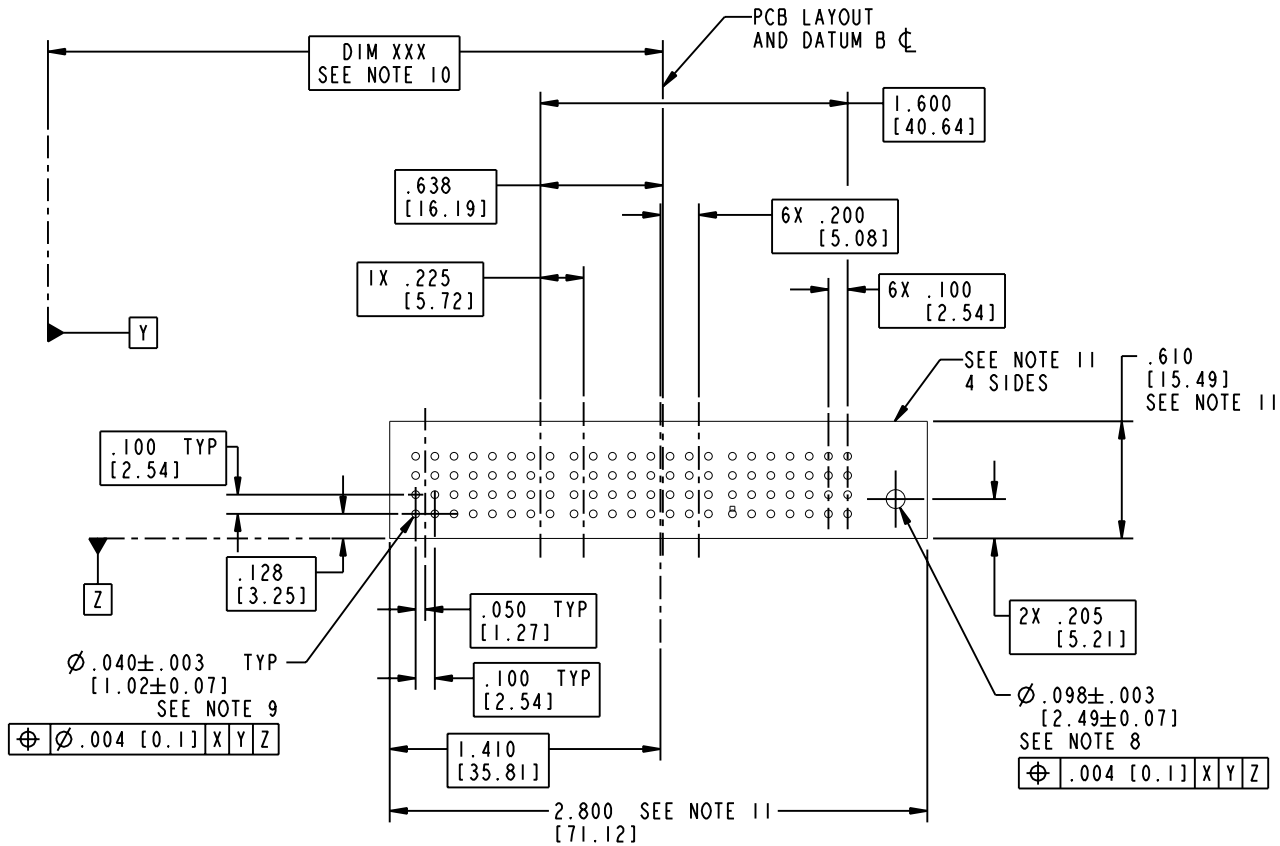 PCB LAYOUT
AND DATUM B ℄
DIM XXX
SEE NOTE 10
1.600
[40.64]
.638
[16.19]
6X .200
[5.08]
1X .225
[5.72]
6X .100
[2.54]
Y
SEE NOTE 11
4 SIDES
.610
[15.49]
SEE NOTE 11
.100 TYP
[2.54]
.128
[3.25]
Z
.050 TYP
[1.27]
2X .205
[5.21]
Ø.040±.003 TYP
[1.02±0.07]
SEE NOTE 9
⌖ Ø.004 [0.1] X Y Z
.100 TYP
[2.54]
Ø.098±.003
[2.49±0.07]
SEE NOTE 8
⌖ .004 [0.1] X Y Z
1.410
[35.81]
2.800 SEE NOTE 11
[71.12]